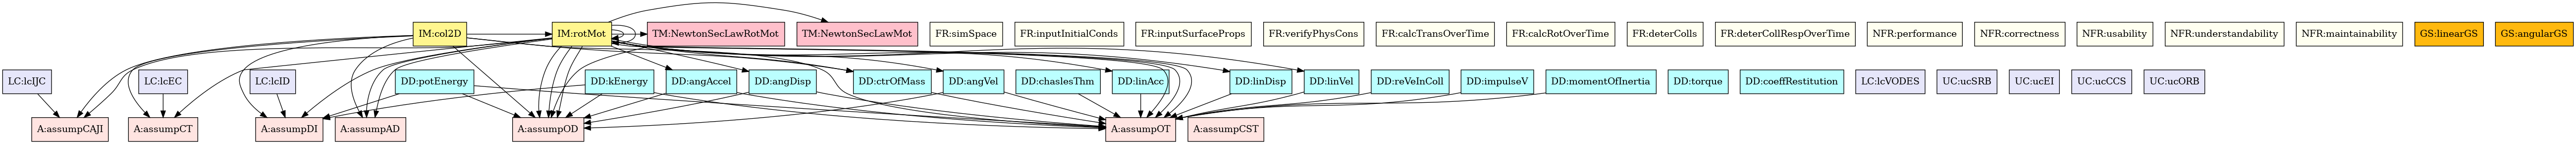 IM:col2D
IM:rotMot
TM:NewtonSecLawRotMot
TM:NewtonSecLawMot
FR:simSpace
FR:inputInitialConds
FR:inputSurfaceProps
FR:verifyPhysCons
FR:calcTransOverTime
FR:calcRotOverTime
FR:deterColls
FR:deterCollRespOverTime
NFR:performance
NFR:correctness
NFR:usability
NFR:understandability
NFR:maintainability
GS:linearGS
GS:angularGS
LC:lcIJC
LC:lcEC
LC:lcID
DD:potEnergy
DD:kEnergy
DD:angAccel
DD:angDisp
DD:ctrOfMass
DD:angVel
DD:chaslesThm
DD:linAcc
DD:linDisp
DD:linVel
DD:reVeInColl
DD:impulseV
DD:momentOfInertia
DD:torque
DD:coeffRestitution
LC:lcVODES
UC:ucSRB
UC:ucEI
UC:ucCCS
UC:ucORB
A:assumpCAJI
A:assumpCT
A:assumpDI
A:assumpAD
A:assumpOD
A:assumpOT
A:assumpCST